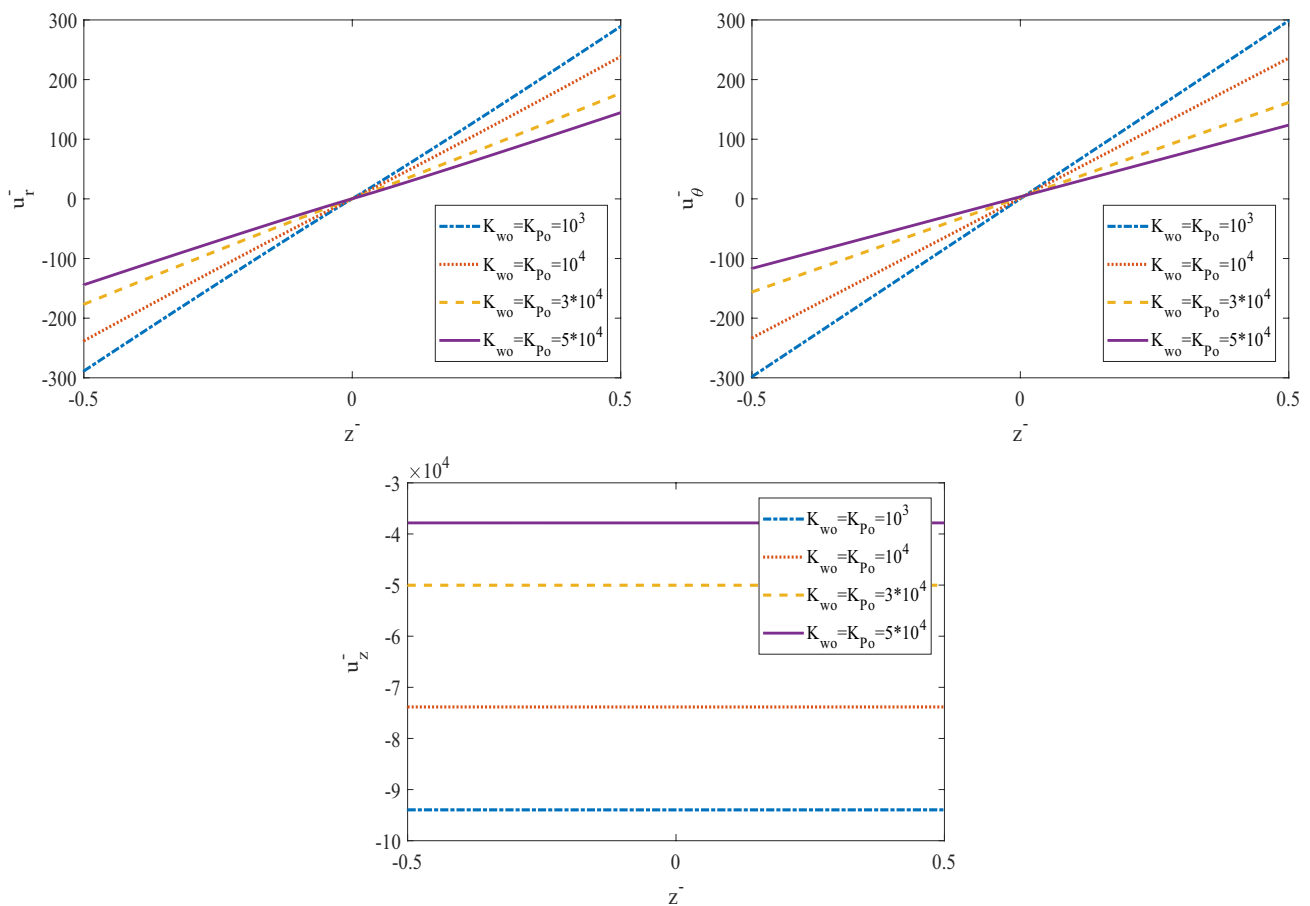 300
200
100
0
-100
-200
-300
-0.5
0
0.5
u_r^-
z^-
K_wo=K_Po=10^3
K_wo=K_Po=10^4
K_wo=K_Po=3*10^4
K_wo=K_Po=5*10^4
300
200
100
0
-100
-200
-300
-0.5
0
0.5
u_θ^-
z^-
K_wo=K_Po=10^3
K_wo=K_Po=10^4
K_wo=K_Po=3*10^4
K_wo=K_Po=5*10^4
×10^4
-3
-4
-5
-6
-7
-8
-9
-10
-0.5
0
0.5
u_z^-
z^-
K_wo=K_Po=10^3
K_wo=K_Po=10^4
K_wo=K_Po=3*10^4
K_wo=K_Po=5*10^4